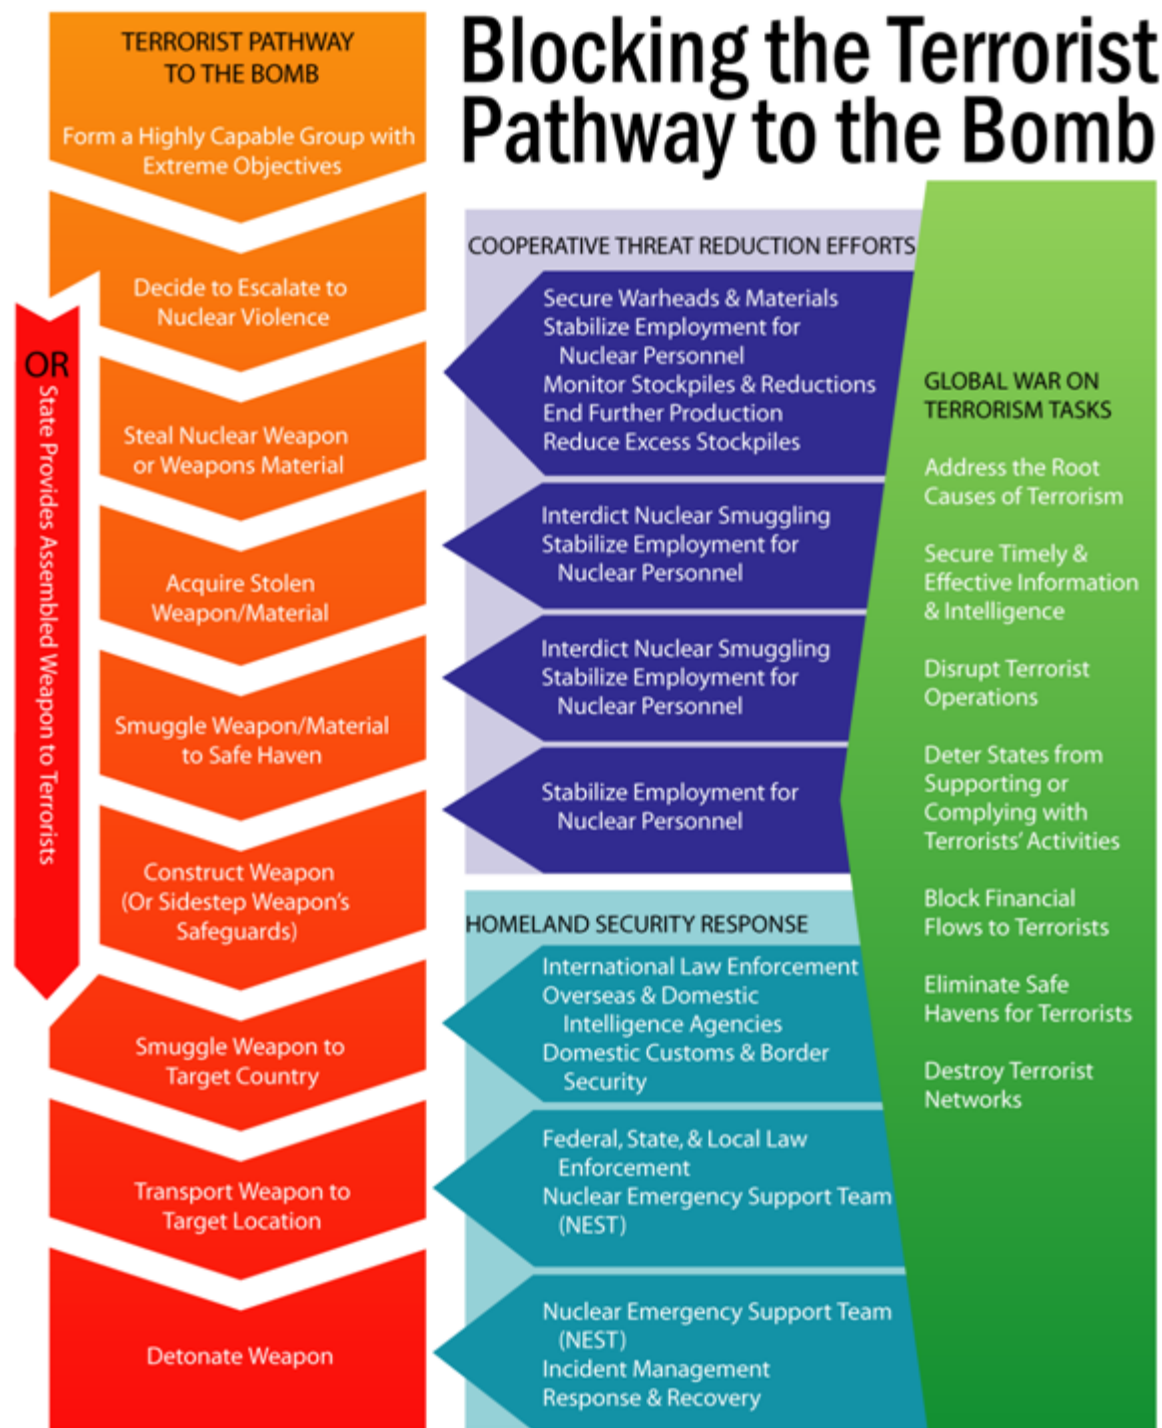 Blocking the Terrorist
Pathway to the Bomb
TERRORIST PATHWAY
TO THE BOMB
Form a Highly Capable Group with
Extreme Objectives
Decide to Escalate to
Nuclear Violence
OR
State Provides Assembled Weapon to Terrorists
Steal Nuclear Weapon
or Weapons Material
Acquire Stolen
Weapon/Material
Smuggle Weapon/Material
to Safe Haven
Construct Weapon
(Or Sidestep Weapon's
Safeguards)
Smuggle Weapon to
Target Country
Transport Weapon to
Target Location
Detonate Weapon
COOPERATIVE THREAT REDUCTION EFFORTS
Secure Warheads & Materials
Stabilize Employment for
Nuclear Personnel
Monitor Stockpiles & Reductions
End Further Production
Reduce Excess Stockpiles
Interdict Nuclear Smuggling
Stabilize Employment for
Nuclear Personnel
Interdict Nuclear Smuggling
Stabilize Employment for
Nuclear Personnel
Stabilize Employment for
Nuclear Personnel
HOMELAND SECURITY RESPONSE
International Law Enforcement
Overseas & Domestic
Intelligence Agencies
Domestic Customs & Border
Security
Federal, State, & Local Law
Enforcement
Nuclear Emergency Support Team
(NEST)
Nuclear Emergency Support Team
(NEST)
Incident Management
Response & Recovery
GLOBAL WAR ON
TERRORISM TASKS
Address the Root
Causes of Terrorism
Secure Timely &
Effective Information
& Intelligence
Disrupt Terrorist
Operations
Deter States from
Supporting or
Complying with
Terrorists' Activities
Block Financial
Flows to Terrorists
Eliminate Safe
Havens for Terrorists
Destroy Terrorist
Networks